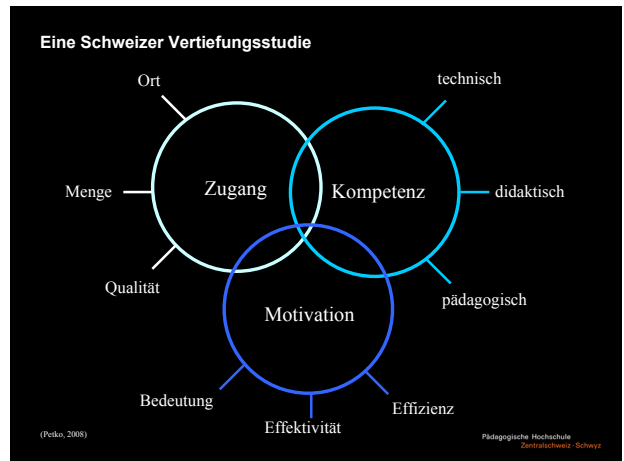 Eine Schweizer Vertiefungsstudie
Ort
technisch
Menge
Zugang
Kompetenz
didaktisch
Qualität
pädagogisch
Motivation
Bedeutung
Effektivität
Effizienz
(Petko, 2008)
Pädagogische Hochschule
Zentralschweiz · Schwyz